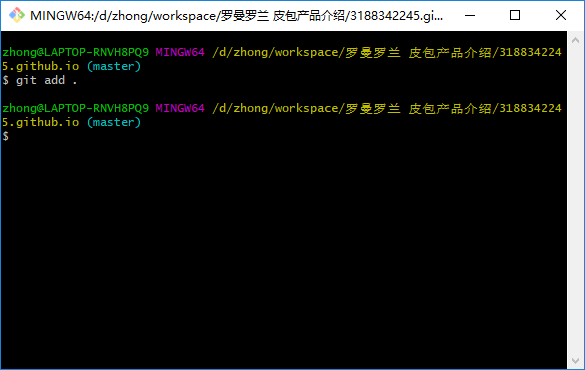 MINGW64:/d/zhong/workspace/罗曼罗兰 皮包产品介绍/3188342245.gi...
zhong@LAPTOP-RNVH8PQ9 MINGW64 /d/zhong/workspace/罗曼罗兰 皮包产品介绍/318834224
5.github.io (master)
$ git add .
zhong@LAPTOP-RNVH8PQ9 MINGW64 /d/zhong/workspace/罗曼罗兰 皮包产品介绍/318834224
5.github.io (master)
$